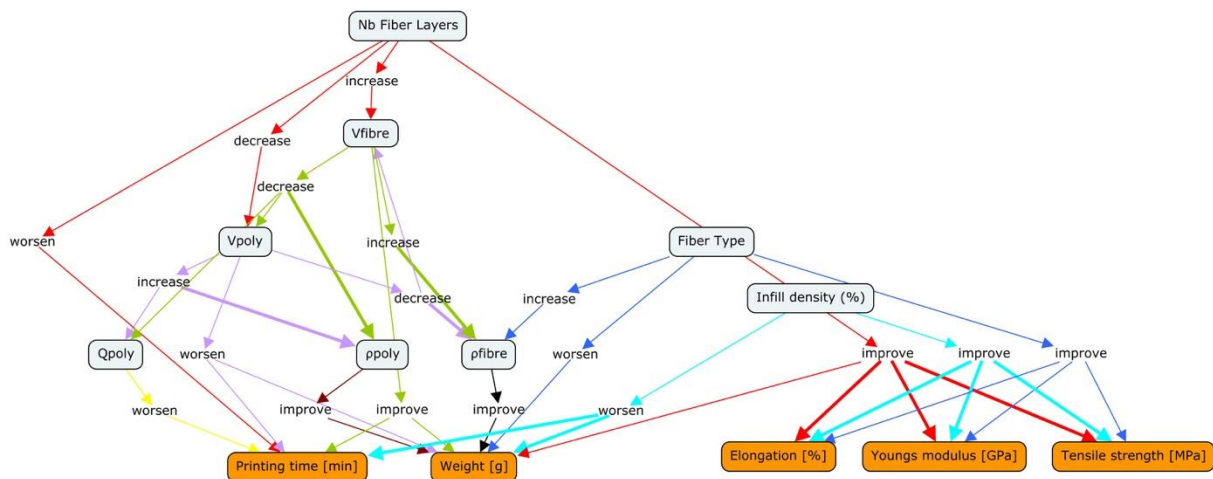 Nb Fiber Layers
increase
Vfibre
decrease
decrease
worsen
Vpoly
increase
Fiber Type
increase
decrease
increase
Infill density (%)
Qpoly
worsen
ρpoly
ρfibre
worsen
improve
improve
improve
worsen
improve
improve
improve
worsen
Printing time [min]
Weight [g]
Elongation [%]
Youngs modulus [GPa]
Tensile strength [MPa]